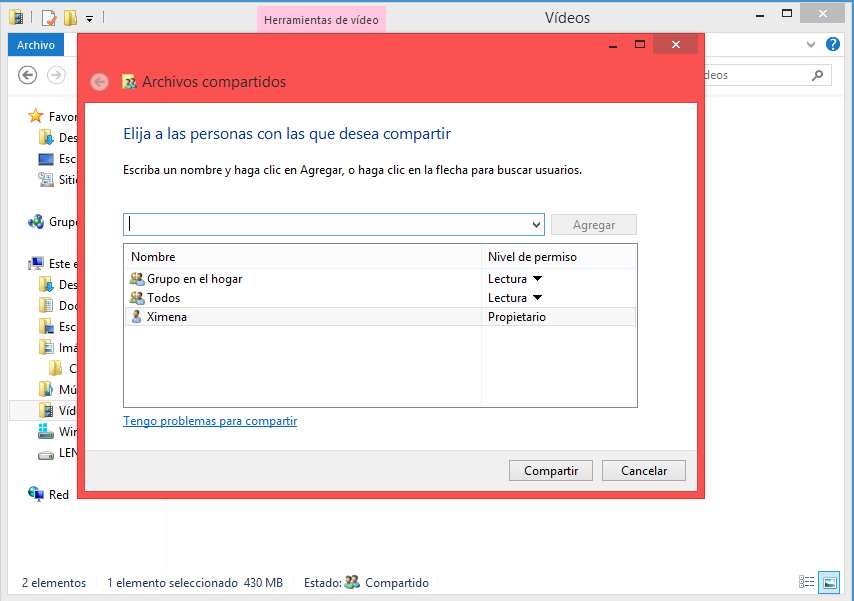 Herramientas de vídeo
Vídeos
Archivo
Archivos compartidos
Elija a las personas con las que desea compartir
Escriba un nombre y haga clic en Agregar, o haga clic en la flecha para buscar usuarios.
Agregar
Nombre Nivel de permiso
Grupo en el hogar Lectura
Todos Lectura
Ximena Propietario
Tengo problemas para compartir
Compartir Cancelar
deos
Favor
Des
Esc
Siti
Grup
Este e
Des
Doc
Esc
Imá
C
Mú
Víd
Win
LEN
Red
2 elementos 1 elemento seleccionado 430 MB Estado: Compartido